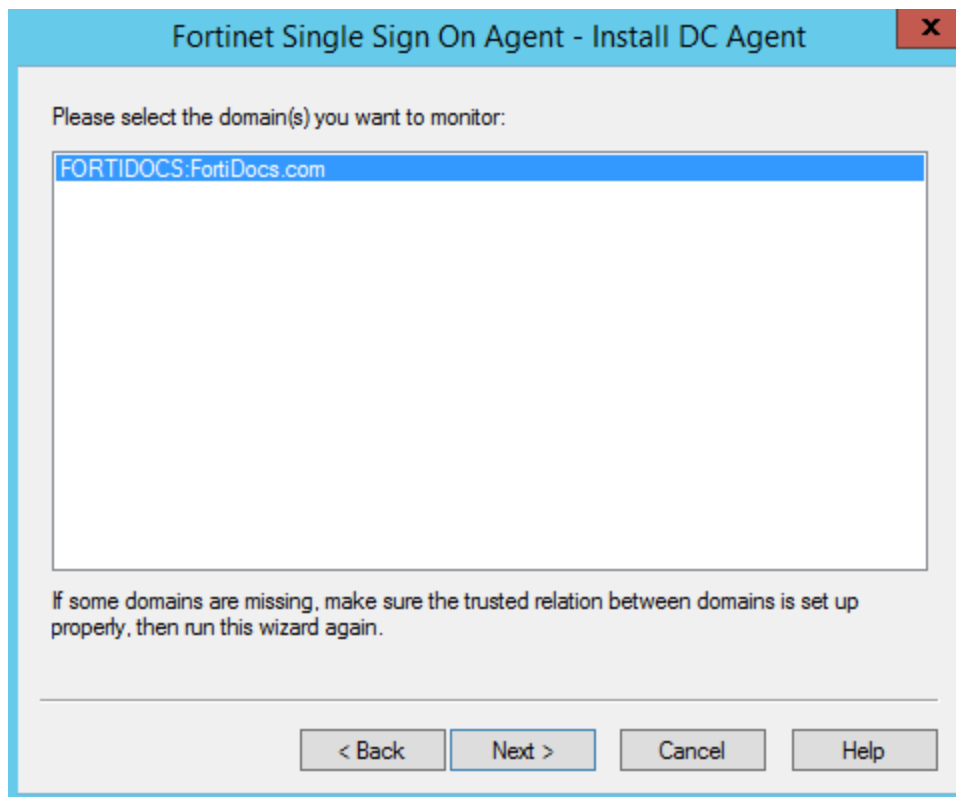 Fortinet Single Sign On Agent - Install DC Agent
x
Please select the domain(s) you want to monitor:
FORTIDOCS:FortiDocs.com
If some domains are missing, make sure the trusted relation between domains is set up
properly, then run this wizard again.
< Back
Next >
Cancel
Help